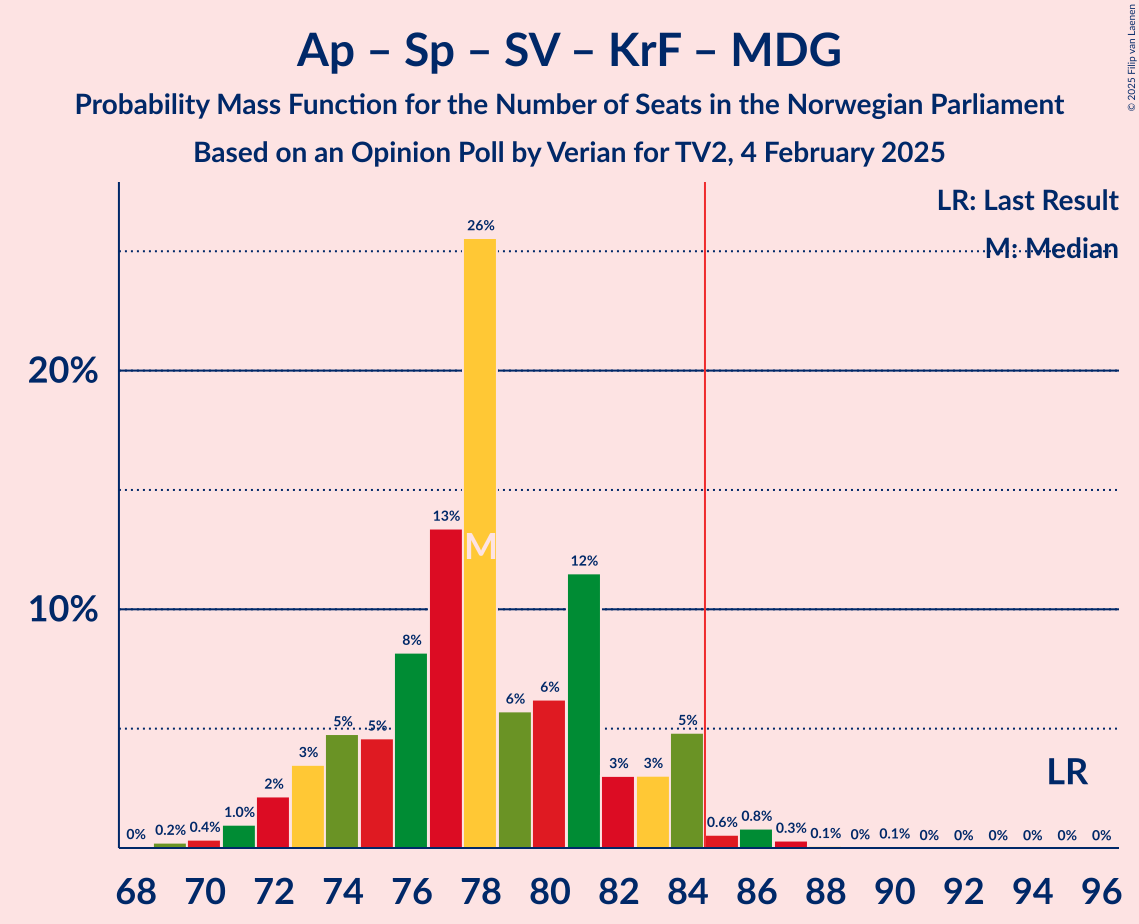 Ap – Sp – SV – KrF – MDG
Probability Mass Function for the Number of Seats in the Norwegian Parliament
Based on an Opinion Poll by Verian for TV2, 4 February 2025
© 2025 Filip van Laenen
LR: Last Result
M: Median
20%
10%
0% 0.2% 0.4% 1.0% 2% 3% 5% 5% 8% 13% 26% 6% 6% 12% 3% 3% 5% 0.6% 0.8% 0.3% 0.1% 0% 0.1% 0% 0% 0% 0% 0% 0%
M
LR
68 70 72 74 76 78 80 82 84 86 88 90 92 94 96